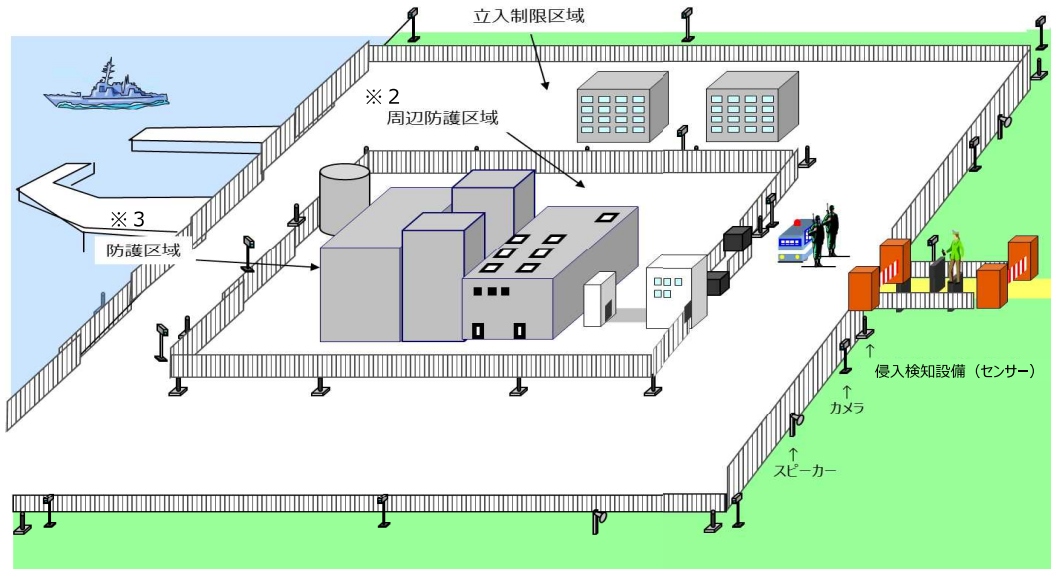 立入制限区域
※2
周辺防護区域
※3
防護区域
↑
侵入検知設備（センサー）
↑
カメラ
↑
スピーカー